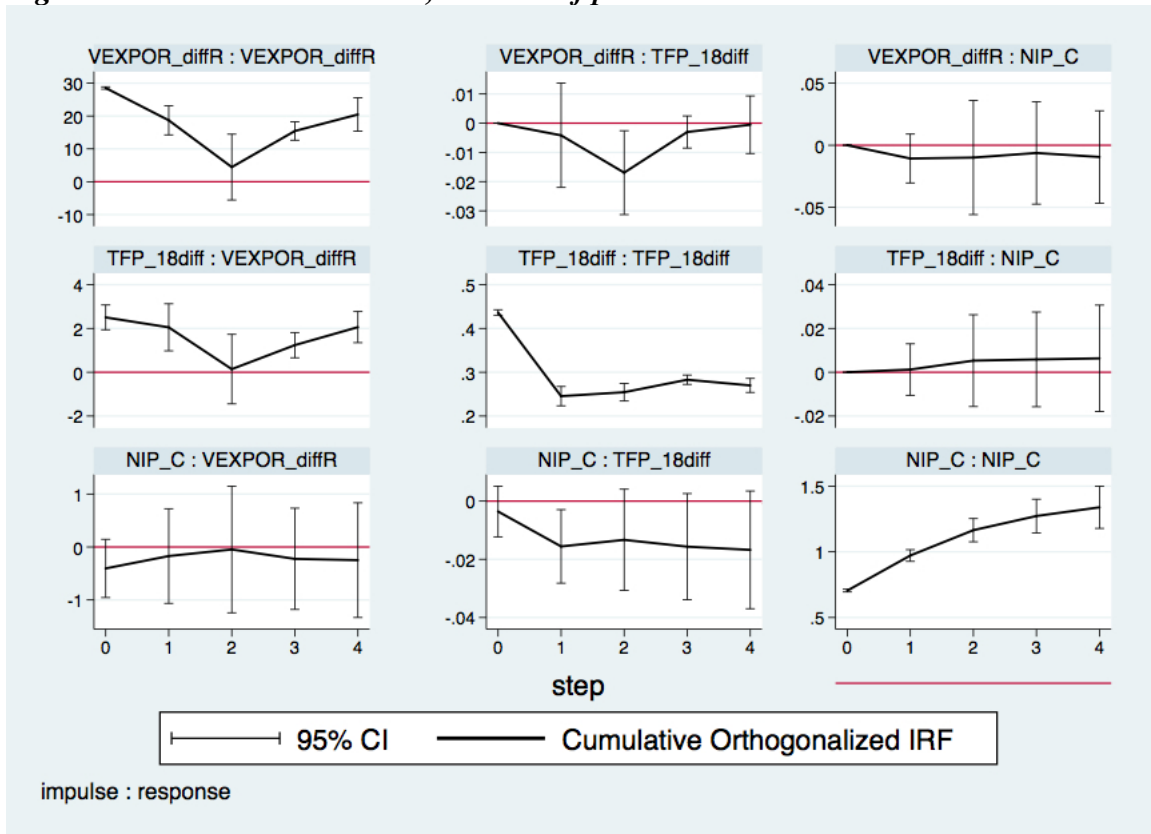 VEXPOR_diffR : VEXPOR_diffR
30
20
10
0
-10
VEXPOR_diffR : TFP_18diff
.01
0
-.01
-.02
-.03
VEXPOR_diffR : NIP_C
.05
0
-.05
TFP_18diff : VEXPOR_diffR
4
2
0
-2
TFP_18diff : TFP_18diff
.5
.4
.3
.2
TFP_18diff : NIP_C
.04
.02
0
-.02
NIP_C : VEXPOR_diffR
1
0
-1
0 1 2 3 4
NIP_C : TFP_18diff
0
-.02
-.04
0 1 2 3 4
NIP_C : NIP_C
1.5
1
.5
0 1 2 3 4
step
95% CI Cumulative Orthogonalized IRF
impulse : response